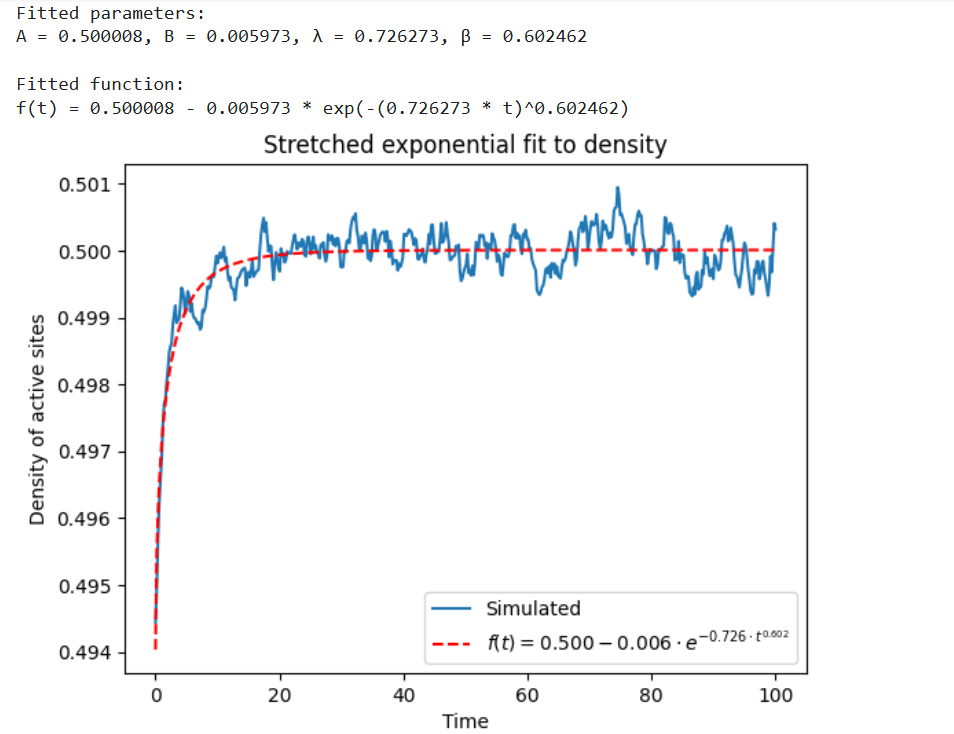 Fitted parameters:
A = 0.500008, B = 0.005973, λ = 0.726273, β = 0.602462
Fitted function:
f(t) = 0.500008 - 0.005973 * exp(-(0.726273 * t)^0.602462)
Stretched exponential fit to density
Density of active sites
0.501
0.500
0.499
0.498
0.497
0.496
0.495
0.494
Simulated
f(t) = 0.500 − 0.006 · e^{−0.726 · t^{0.602}}
0 20 40 60 80 100
Time